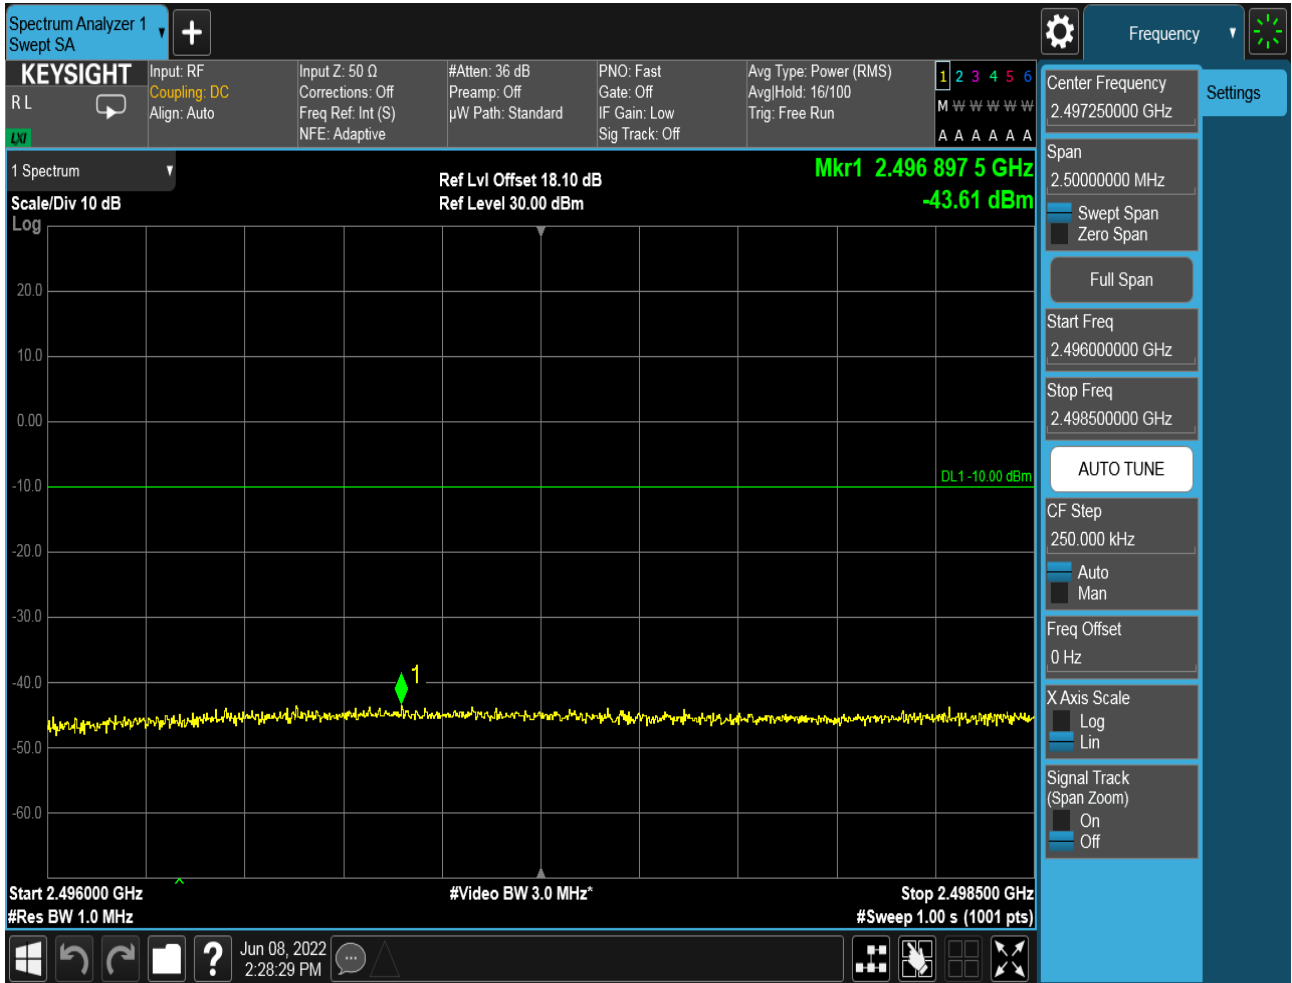 Spectrum Analyzer 1
Swept SA
Frequency
KEYSIGHT
R L
LXI
Input: RF
Coupling: DC
Align: Auto
Input Z: 50 Ω
Corrections: Off
Freq Ref: Int (S)
NFE: Adaptive
#Atten: 36 dB
Preamp: Off
µW Path: Standard
PNO: Fast
Gate: Off
IF Gain: Low
Sig Track: Off
Avg Type: Power (RMS)
Avg|Hold: 16/100
Trig: Free Run
1 2 3 4 5 6
M W W W W W
A A A A A A
1 Spectrum
Scale/Div 10 dB
Log
Ref Lvl Offset 18.10 dB
Ref Level 30.00 dBm
Mkr1 2.496 897 5 GHz
-43.61 dBm
20.0
10.0
0.00
DL1 -10.00 dBm
-10.0
-20.0
-30.0
-40.0
1
-50.0
-60.0
Start 2.496000 GHz
#Res BW 1.0 MHz
#Video BW 3.0 MHz*
Stop 2.498500 GHz
#Sweep 1.00 s (1001 pts)
Center Frequency
2.497250000 GHz
Settings
Span
2.50000000 MHz
Swept Span
Zero Span
Full Span
Start Freq
2.496000000 GHz
Stop Freq
2.498500000 GHz
AUTO TUNE
CF Step
250.000 kHz
Auto
Man
Freq Offset
0 Hz
X Axis Scale
Log
Lin
Signal Track
(Span Zoom)
On
Off
?
Jun 08, 2022
2:28:29 PM